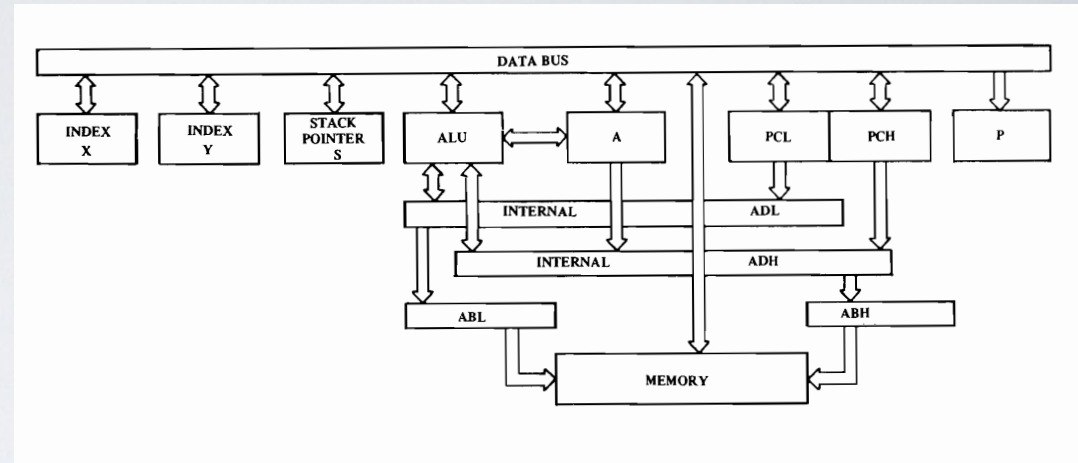 DATA BUS
INDEX
X
INDEX
Y
STACK
POINTER
S
ALU
A
PCL
PCH
P
INTERNAL ADL
INTERNAL ADH
ABL
ABH
MEMORY